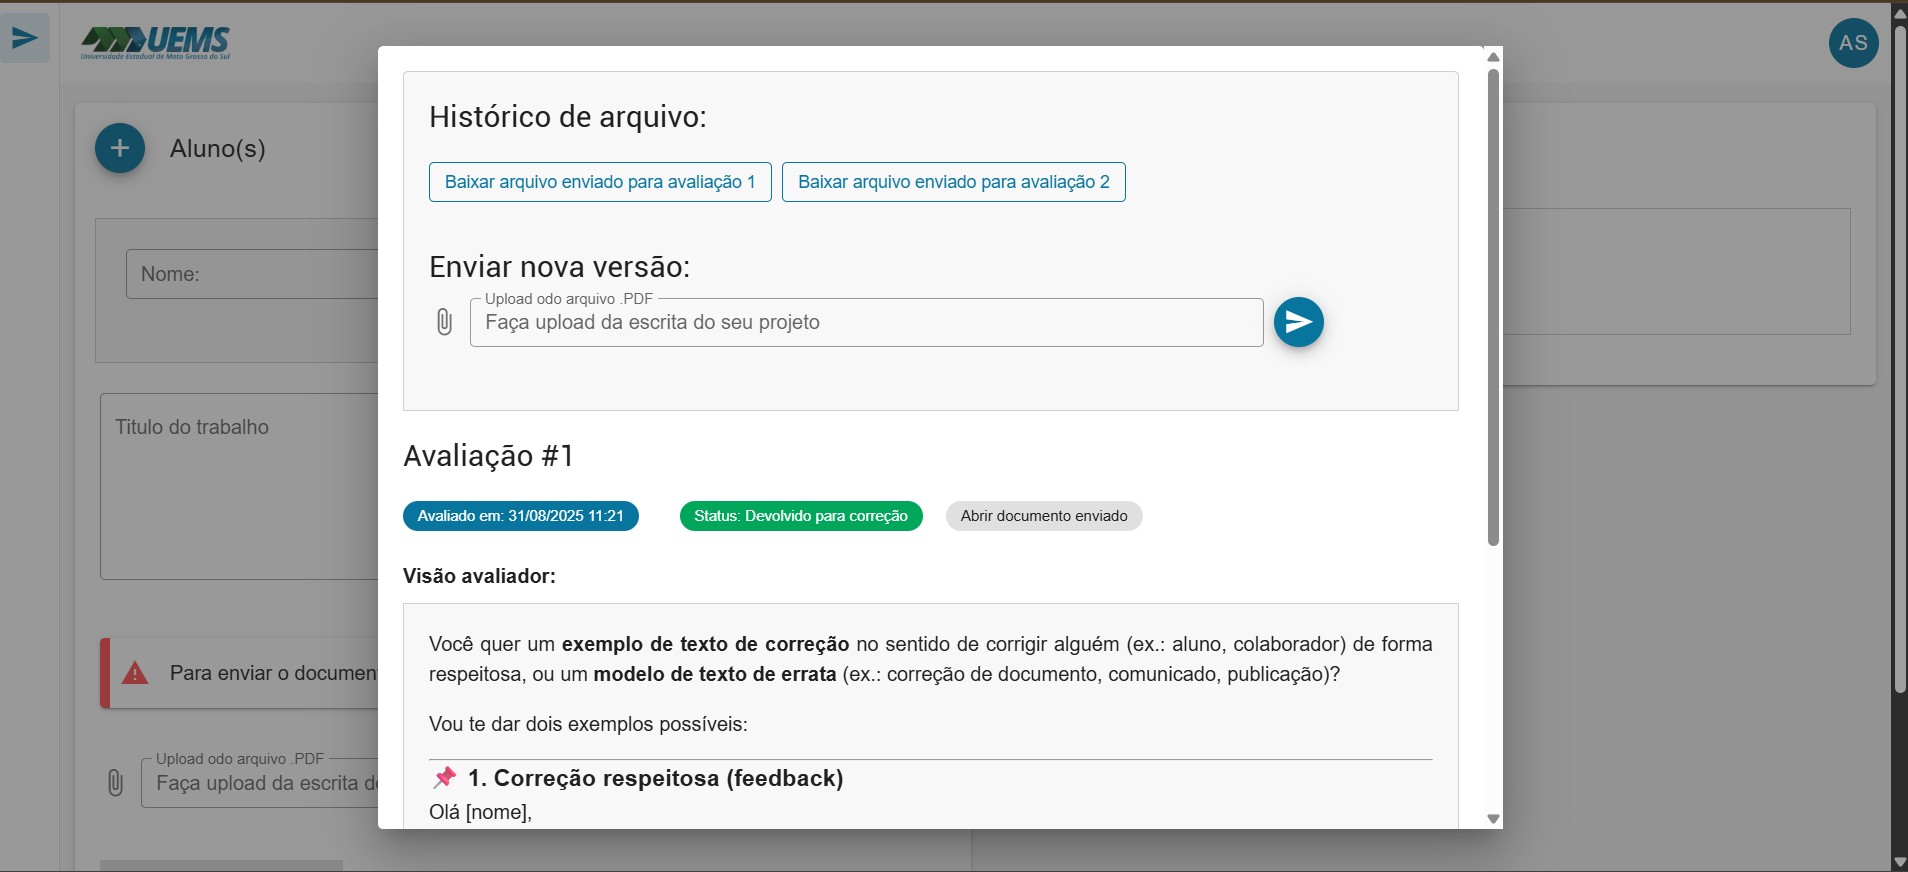 UEMS
Universidade Estadual de Mato Grosso do Sul
AS
Aluno(s)
Nome:
Titulo do trabalho
Para enviar o documen
Upload odo arquivo .PDF
Faça upload da escrita d
Histórico de arquivo:
Baixar arquivo enviado para avaliação 1
Baixar arquivo enviado para avaliação 2
Enviar nova versão:
Upload odo arquivo .PDF
Faça upload da escrita do seu projeto
Avaliação #1
Avaliado em: 31/08/2025 11:21
Status: Devolvido para correção
Abrir documento enviado
Visão avaliador:
Você quer um exemplo de texto de correção no sentido de corrigir alguém (ex.: aluno, colaborador) de forma
respeitosa, ou um modelo de texto de errata (ex.: correção de documento, comunicado, publicação)?
Vou te dar dois exemplos possíveis:
📌 1. Correção respeitosa (feedback)
Olá [nome],